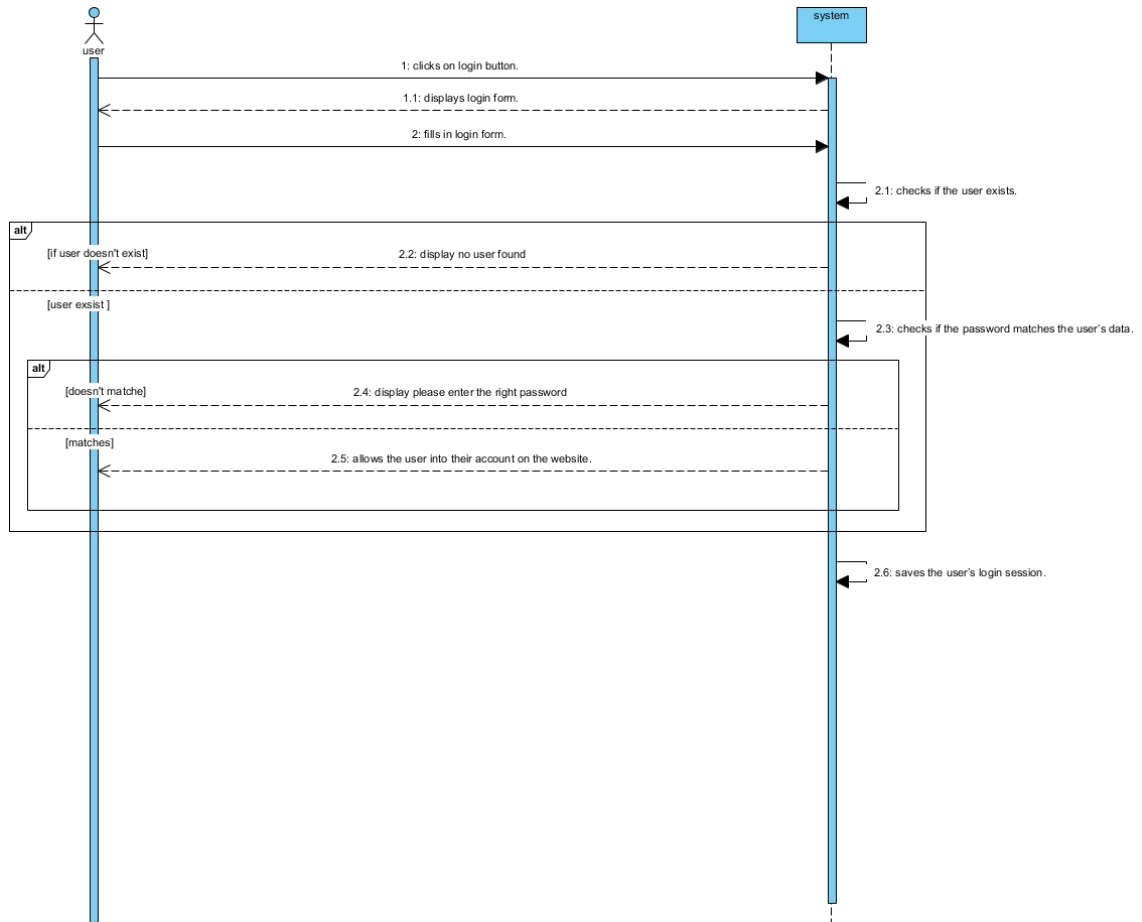 system
user
1: clicks on login button.
1.1: displays login form.
2: fills in login form.
2.1: checks if the user exists.
alt
[if user doesn't exist]
2.2: display no user found
[user exsist ]
2.3: checks if the password matches the user's data.
alt
[doesn't matche]
2.4: display please enter the right password
[matches]
2.5: allows the user into their account on the website.
2.6: saves the user's login session.